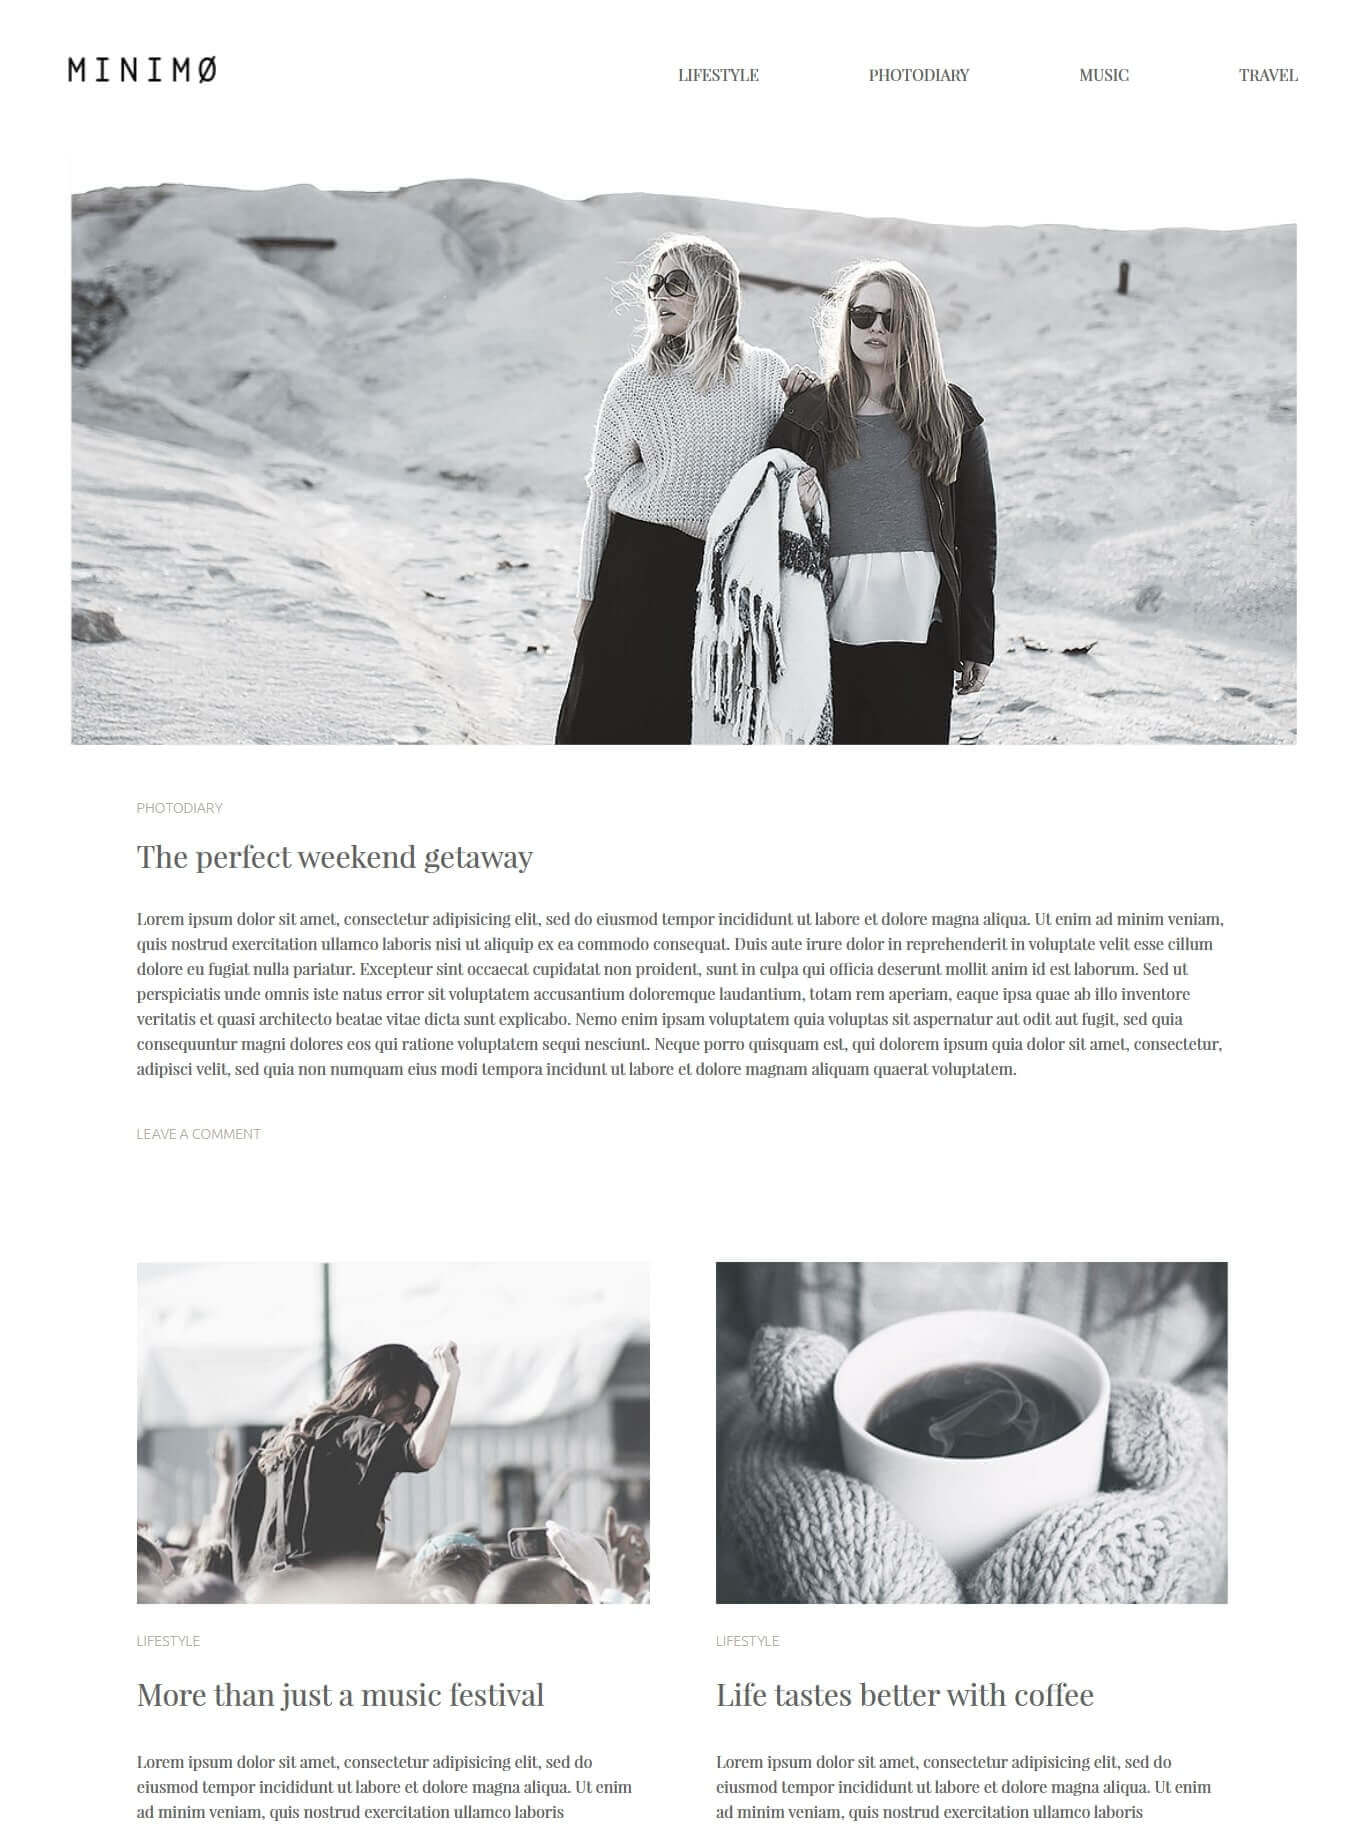 MINIMØ
LIFESTYLE PHOTODIARY MUSIC TRAVEL
PHOTODIARY
The perfect weekend getaway
Lorem ipsum dolor sit amet, consectetur adipisicing elit, sed do eiusmod tempor incididunt ut labore et dolore magna aliqua. Ut enim ad minim veniam,
quis nostrud exercitation ullamco laboris nisi ut aliquip ex ea commodo consequat. Duis aute irure dolor in reprehenderit in voluptate velit esse cillum
dolore eu fugiat nulla pariatur. Excepteur sint occaecat cupidatat non proident, sunt in culpa qui officia deserunt mollit anim id est laborum. Sed ut
perspiciatis unde omnis iste natus error sit voluptatem accusantium doloremque laudantium, totam rem aperiam, eaque ipsa quae ab illo inventore
veritatis et quasi architecto beatae vitae dicta sunt explicabo. Nemo enim ipsam voluptatem quia voluptas sit aspernatur aut odit aut fugit, sed quia
consequuntur magni dolores eos qui ratione voluptatem sequi nesciunt. Neque porro quisquam est, qui dolorem ipsum quia dolor sit amet, consectetur,
adipisci velit, sed quia non numquam eius modi tempora incidunt ut labore et dolore magnam aliquam quaerat voluptatem.
LEAVE A COMMENT
LIFESTYLE
More than just a music festival
Lorem ipsum dolor sit amet, consectetur adipisicing elit, sed do
eiusmod tempor incididunt ut labore et dolore magna aliqua. Ut enim
ad minim veniam, quis nostrud exercitation ullamco laboris
LIFESTYLE
Life tastes better with coffee
Lorem ipsum dolor sit amet, consectetur adipisicing elit, sed do
eiusmod tempor incididunt ut labore et dolore magna aliqua. Ut enim
ad minim veniam, quis nostrud exercitation ullamco laboris